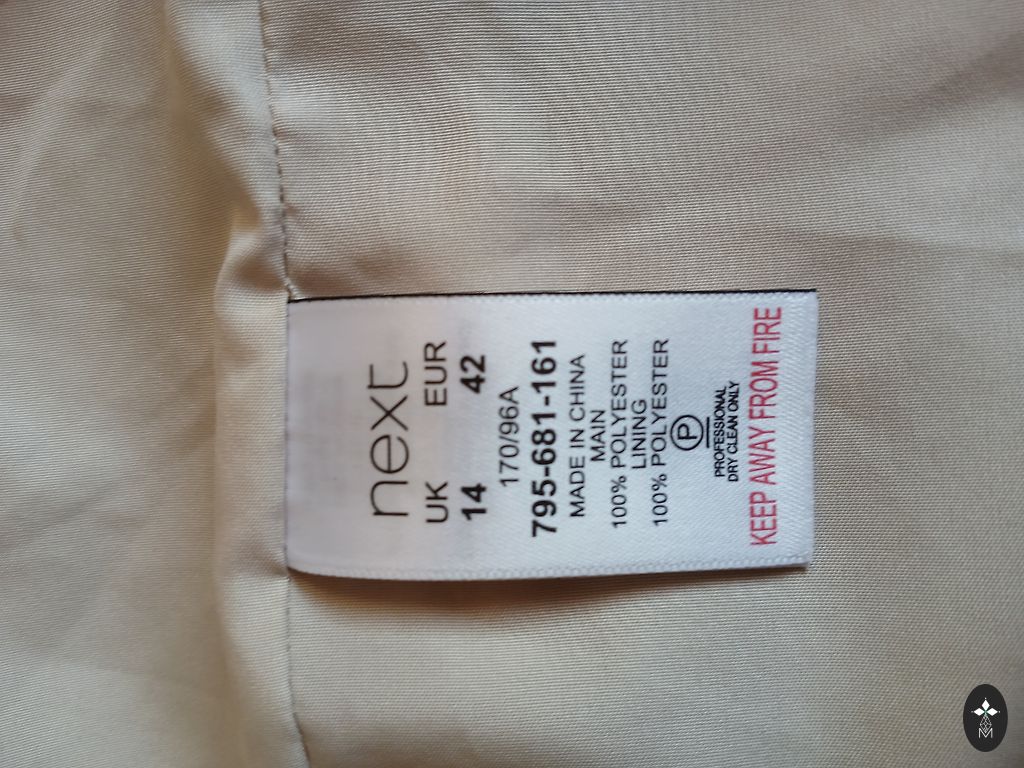 next
UK EUR
14 42
170/96A
795-681-161
MADE IN CHINA
MAIN
100% POLYESTER
LINING
100% POLYESTER
P
PROFESSIONAL
DRY CLEAN ONLY
KEEP AWAY FROM FIRE
M